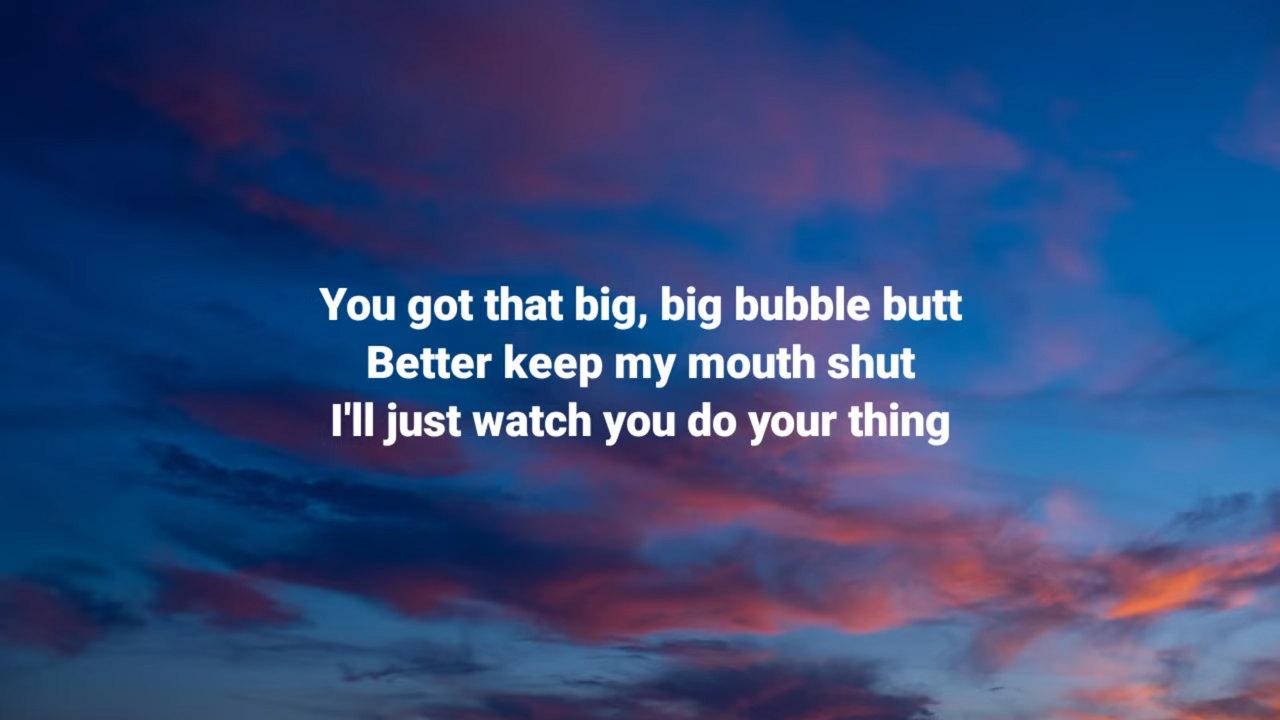 You got that big, big bubble butt
Better keep my mouth shut
I'll just watch you do your thing